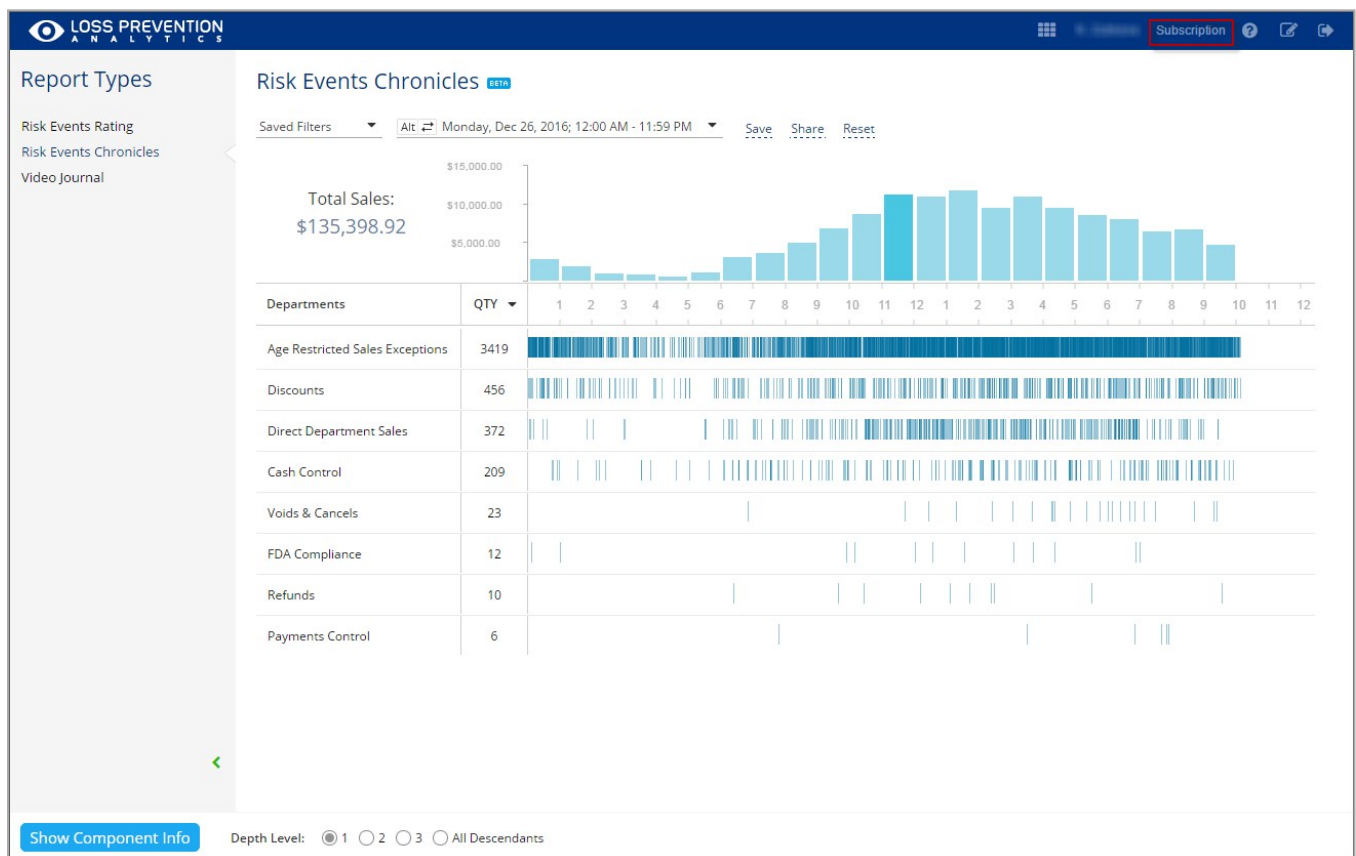 LOSS PREVENTION
ANALYTICS
Subscription
Report Types
Risk Events Rating
Risk Events Chronicles
Video Journal
Risk Events Chronicles BETA
Saved Filters Alt Monday, Dec 26, 2016; 12:00 AM - 11:59 PM Save Share Reset
Total Sales:
$135,398.92
$15,000.00
$10,000.00
$5,000.00
Departments QTY 1 2 3 4 5 6 7 8 9 10 11 12 1 2 3 4 5 6 7 8 9 10 11 12
Age Restricted Sales Exceptions 3419
Discounts 456
Direct Department Sales 372
Cash Control 209
Voids & Cancels 23
FDA Compliance 12
Refunds 10
Payments Control 6
Show Component Info Depth Level: 1 2 3 All Descendants